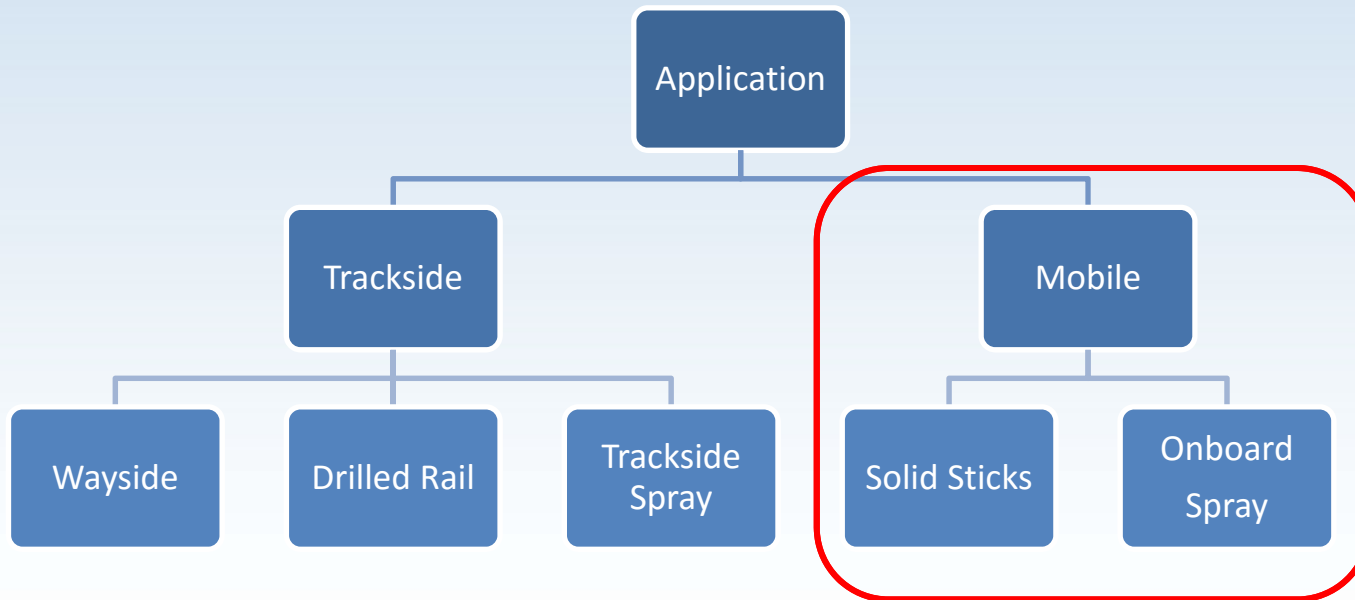 Application
Trackside
Mobile
Wayside
Drilled Rail
Trackside
Spray
Solid Sticks
Onboard
Spray